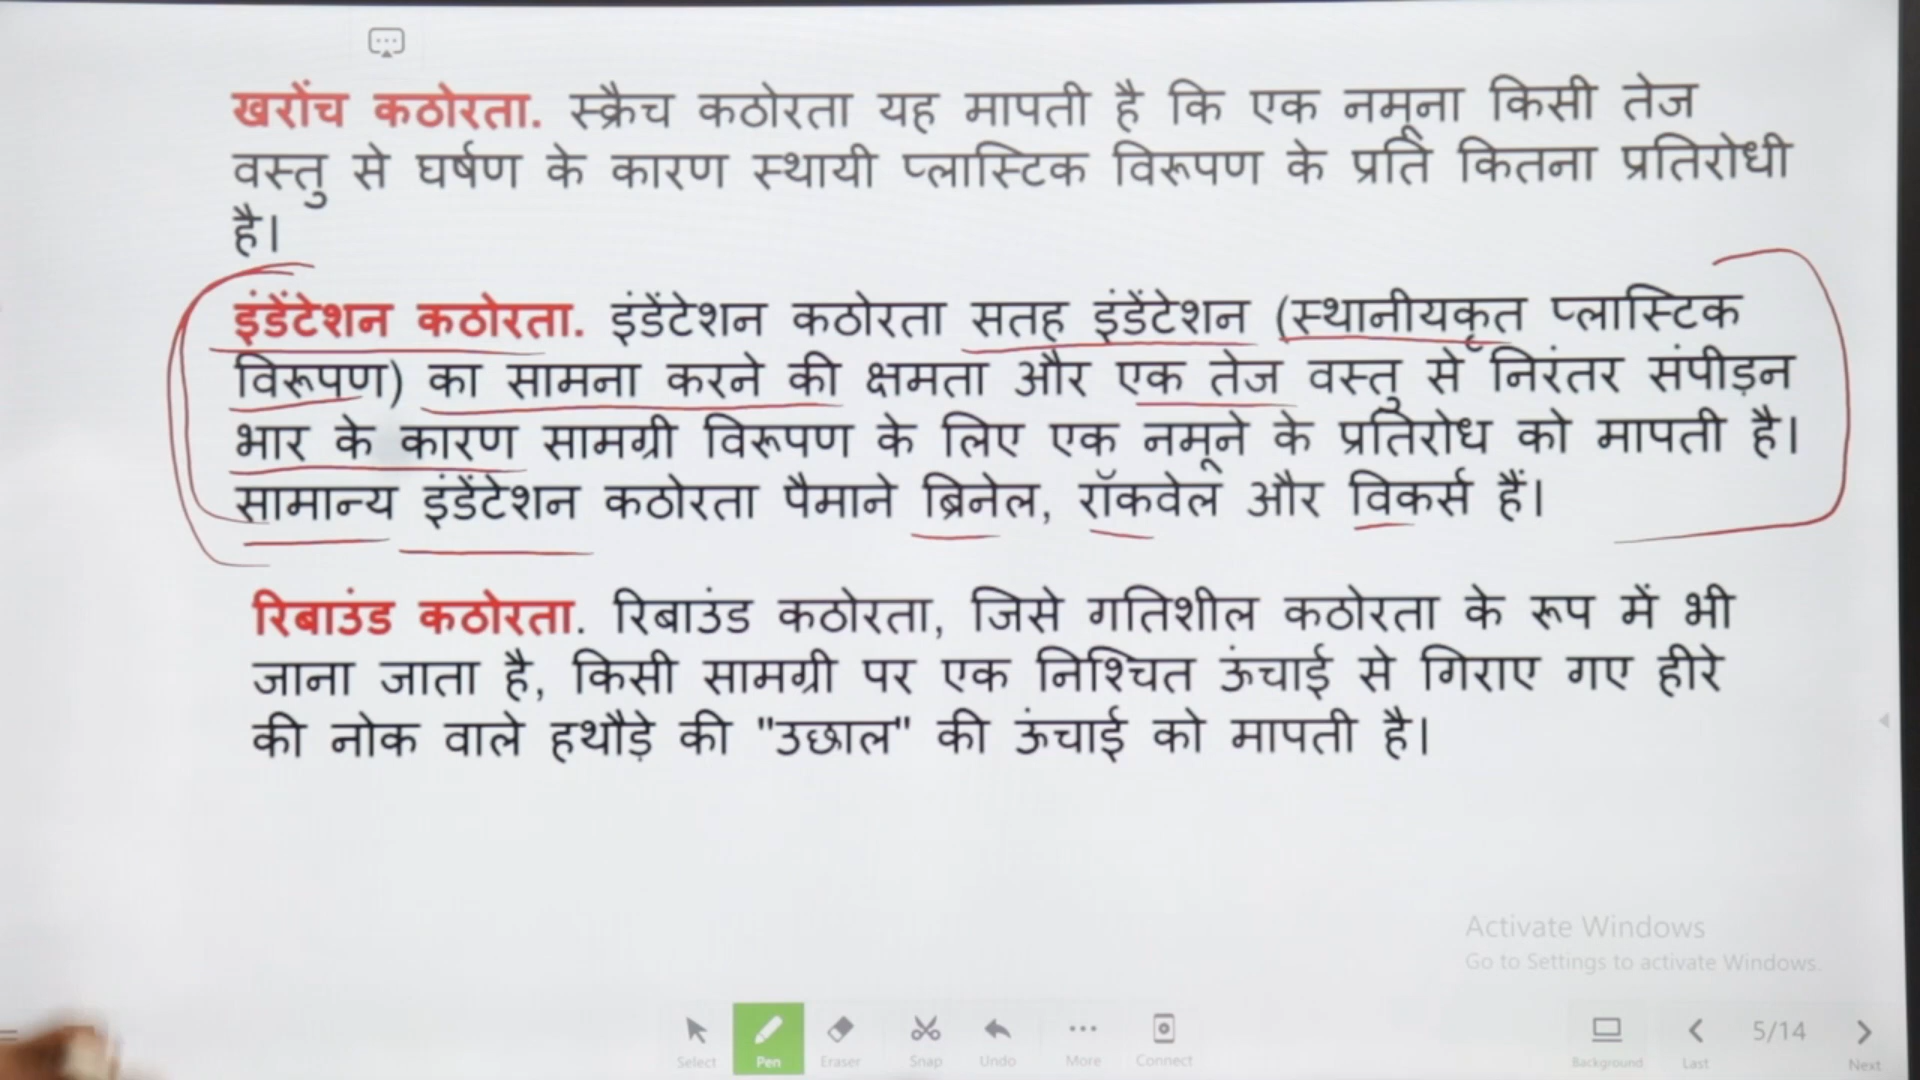 खरोंच कठोरता. स्क्रैच कठोरता यह मापती है कि एक नमूना किसी तेज
वस्तु से घर्षण के कारण स्थायी प्लास्टिक विरूपण के प्रति कितना प्रतिरोधी
है।
इंडेंटेशन कठोरता. इंडेंटेशन कठोरता सतह इंडेंटेशन (स्थानीयकृत प्लास्टिक
विरूपण) का सामना करने की क्षमता और एक तेज वस्तु से निरंतर संपीड़न
भार के कारण सामग्री विरूपण के लिए एक नमूने के प्रतिरोध को मापती है।
सामान्य इंडेंटेशन कठोरता पैमाने ब्रिनेल, रॉकवेल और विकर्स हैं।
रिबाउंड कठोरता. रिबाउंड कठोरता, जिसे गतिशील कठोरता के रूप में भी
जाना जाता है, किसी सामग्री पर एक निश्चित ऊंचाई से गिराए गए हीरे
की नोक वाले हथौड़े की "उछाल" की ऊंचाई को मापती है।
Activate Windows
Go to Settings to activate Windows.
Select Pen Eraser Snap Undo More Connect Background Last 5/14 Next